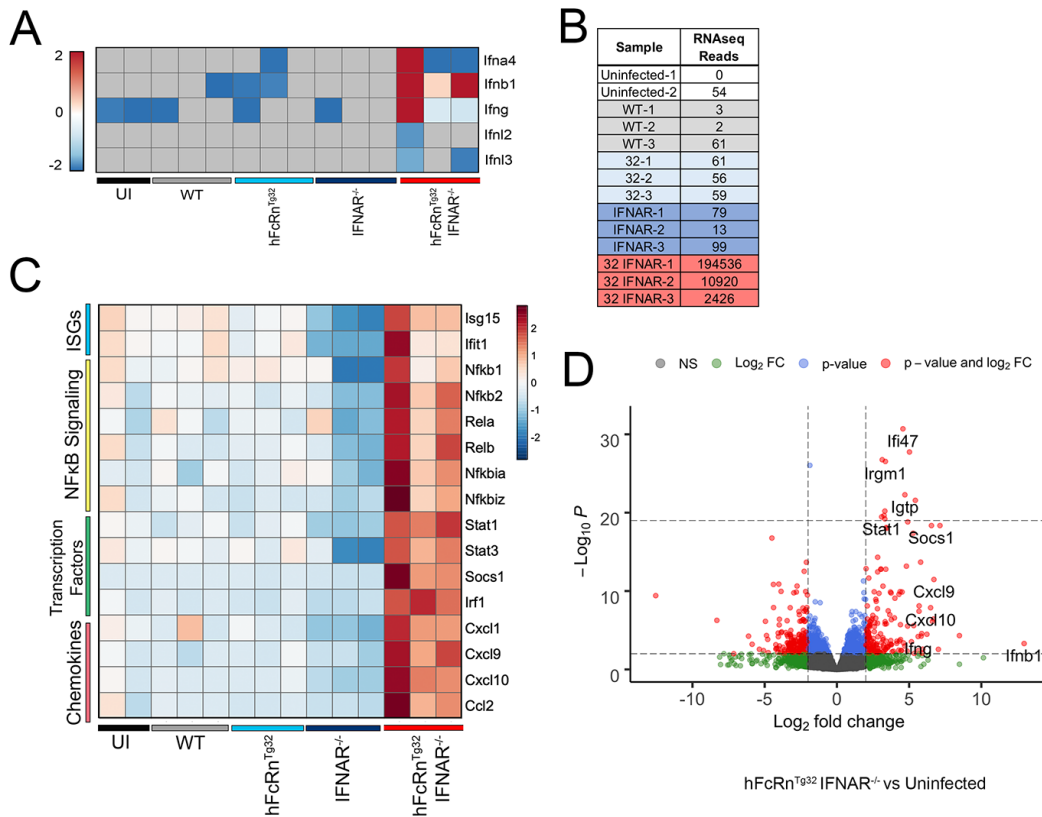 A
2
0
-2
Ifna4
Ifnb1
Ifng
Ifnl2
Ifnl3
UI
WT
hFcRnTg32
IFNAR-/-
hFcRnTg32
IFNAR-/-
B
Sample RNAseq Reads
Uninfected-1 0
Uninfected-2 54
WT-1 3
WT-2 2
WT-3 61
32-1 61
32-2 56
32-3 59
IFNAR-1 79
IFNAR-2 13
IFNAR-3 99
32 IFNAR-1 194536
32 IFNAR-2 10920
32 IFNAR-3 2426
C
ISGs
NFκB Signaling
Transcription
Factors
Chemokines
Isg15
Ifit1
Nfkb1
Nfkb2
Rela
Relb
Nfkbia
Nfkbiz
Stat1
Stat3
Socs1
Irf1
Cxcl1
Cxcl9
Cxcl10
Ccl2
2
1
0
-1
-2
UI
WT
hFcRnTg32
IFNAR-/-
hFcRnTg32
IFNAR-/-
D
NS Log2 FC p-value p – value and log2 FC
– Log10 P
30
20
10
0
Ifi47
Irgm1
Igtp
Stat1
Socs1
Cxcl9
Cxcl10
Ifng
Ifnb1
-10 -5 0 5 10
Log2 fold change
hFcRnTg32 IFNAR-/- vs Uninfected